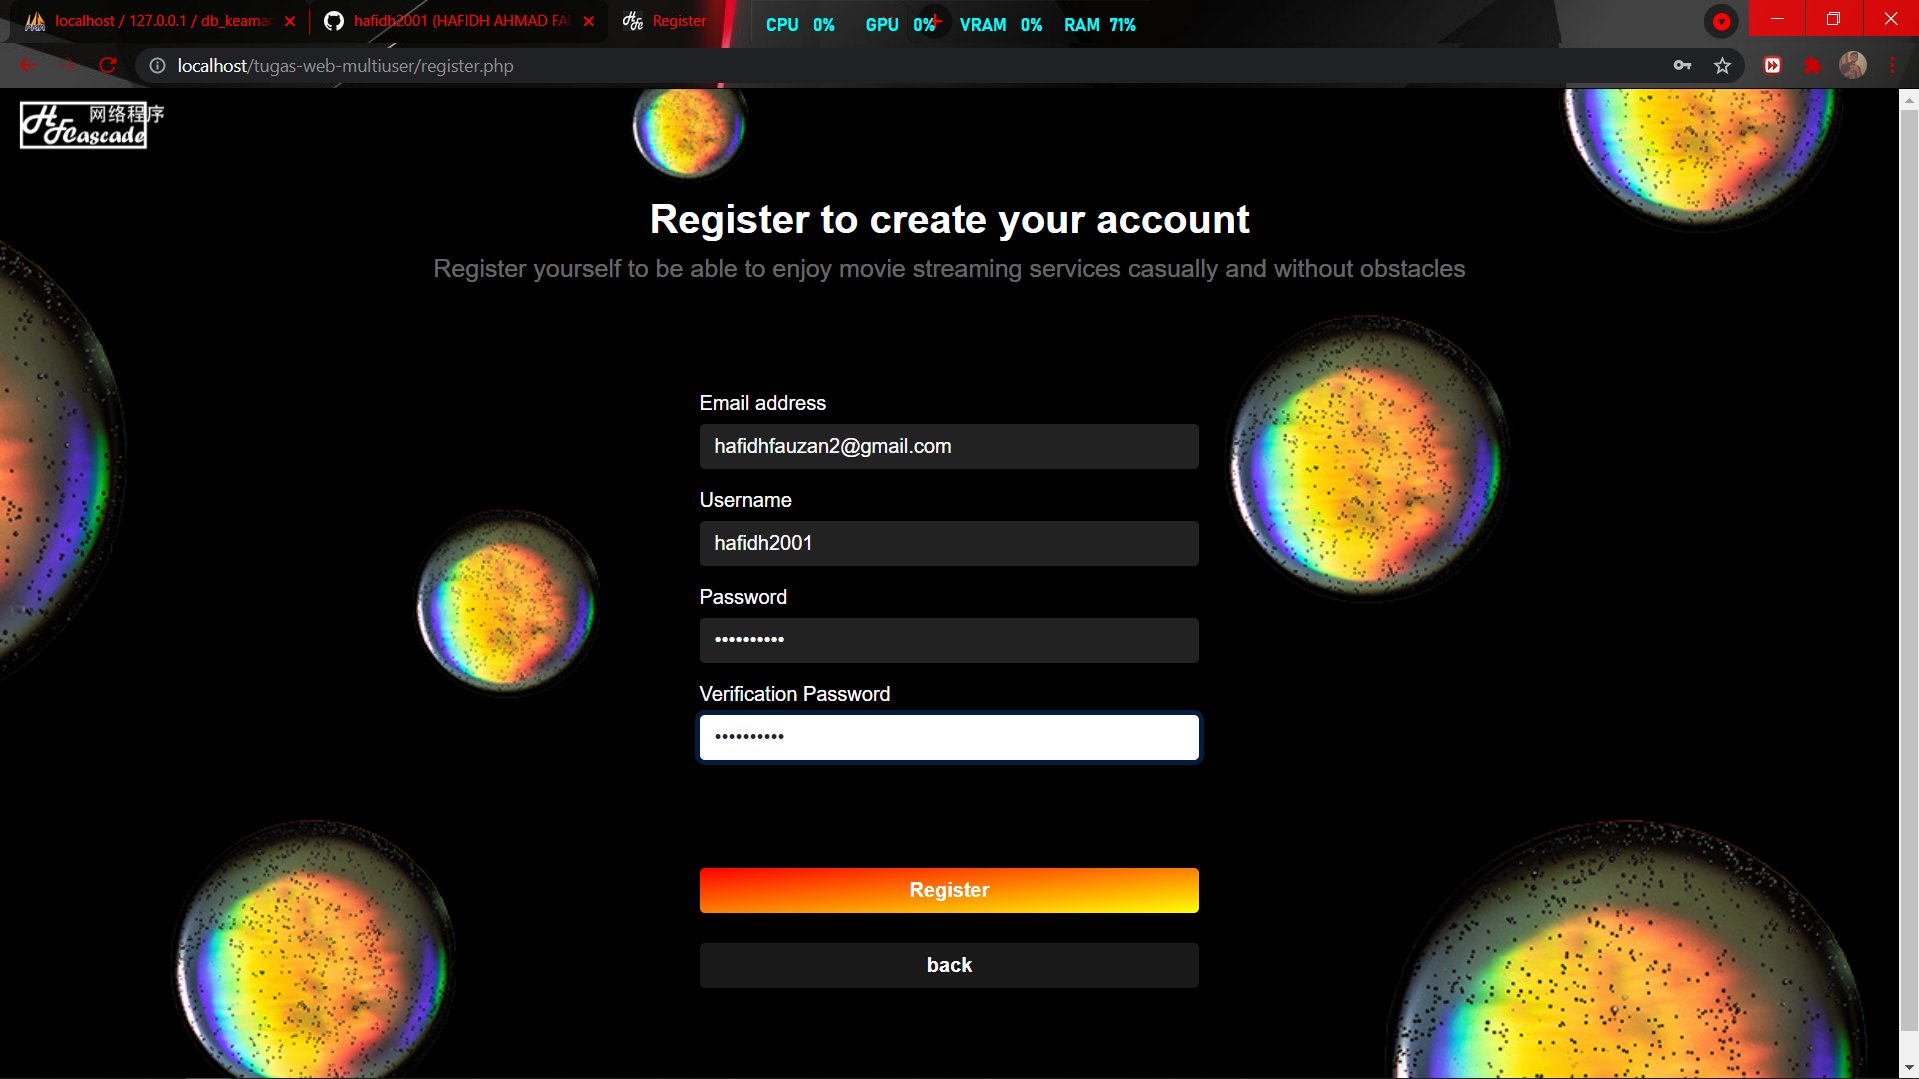 localhost / 127.0.0.1 / db_keamar
hafidh2001 (HAFIDH AHMAD FA
Register
CPU 0% GPU 0% VRAM 0% RAM 71%
localhost/tugas-web-multiuser/register.php
网络程序
HFCascade
Register to create your account
Register yourself to be able to enjoy movie streaming services casually and without obstacles
Email address
hafidhfauzan2@gmail.com
Username
hafidh2001
Password
••••••••••
Verification Password
••••••••••
Register
back